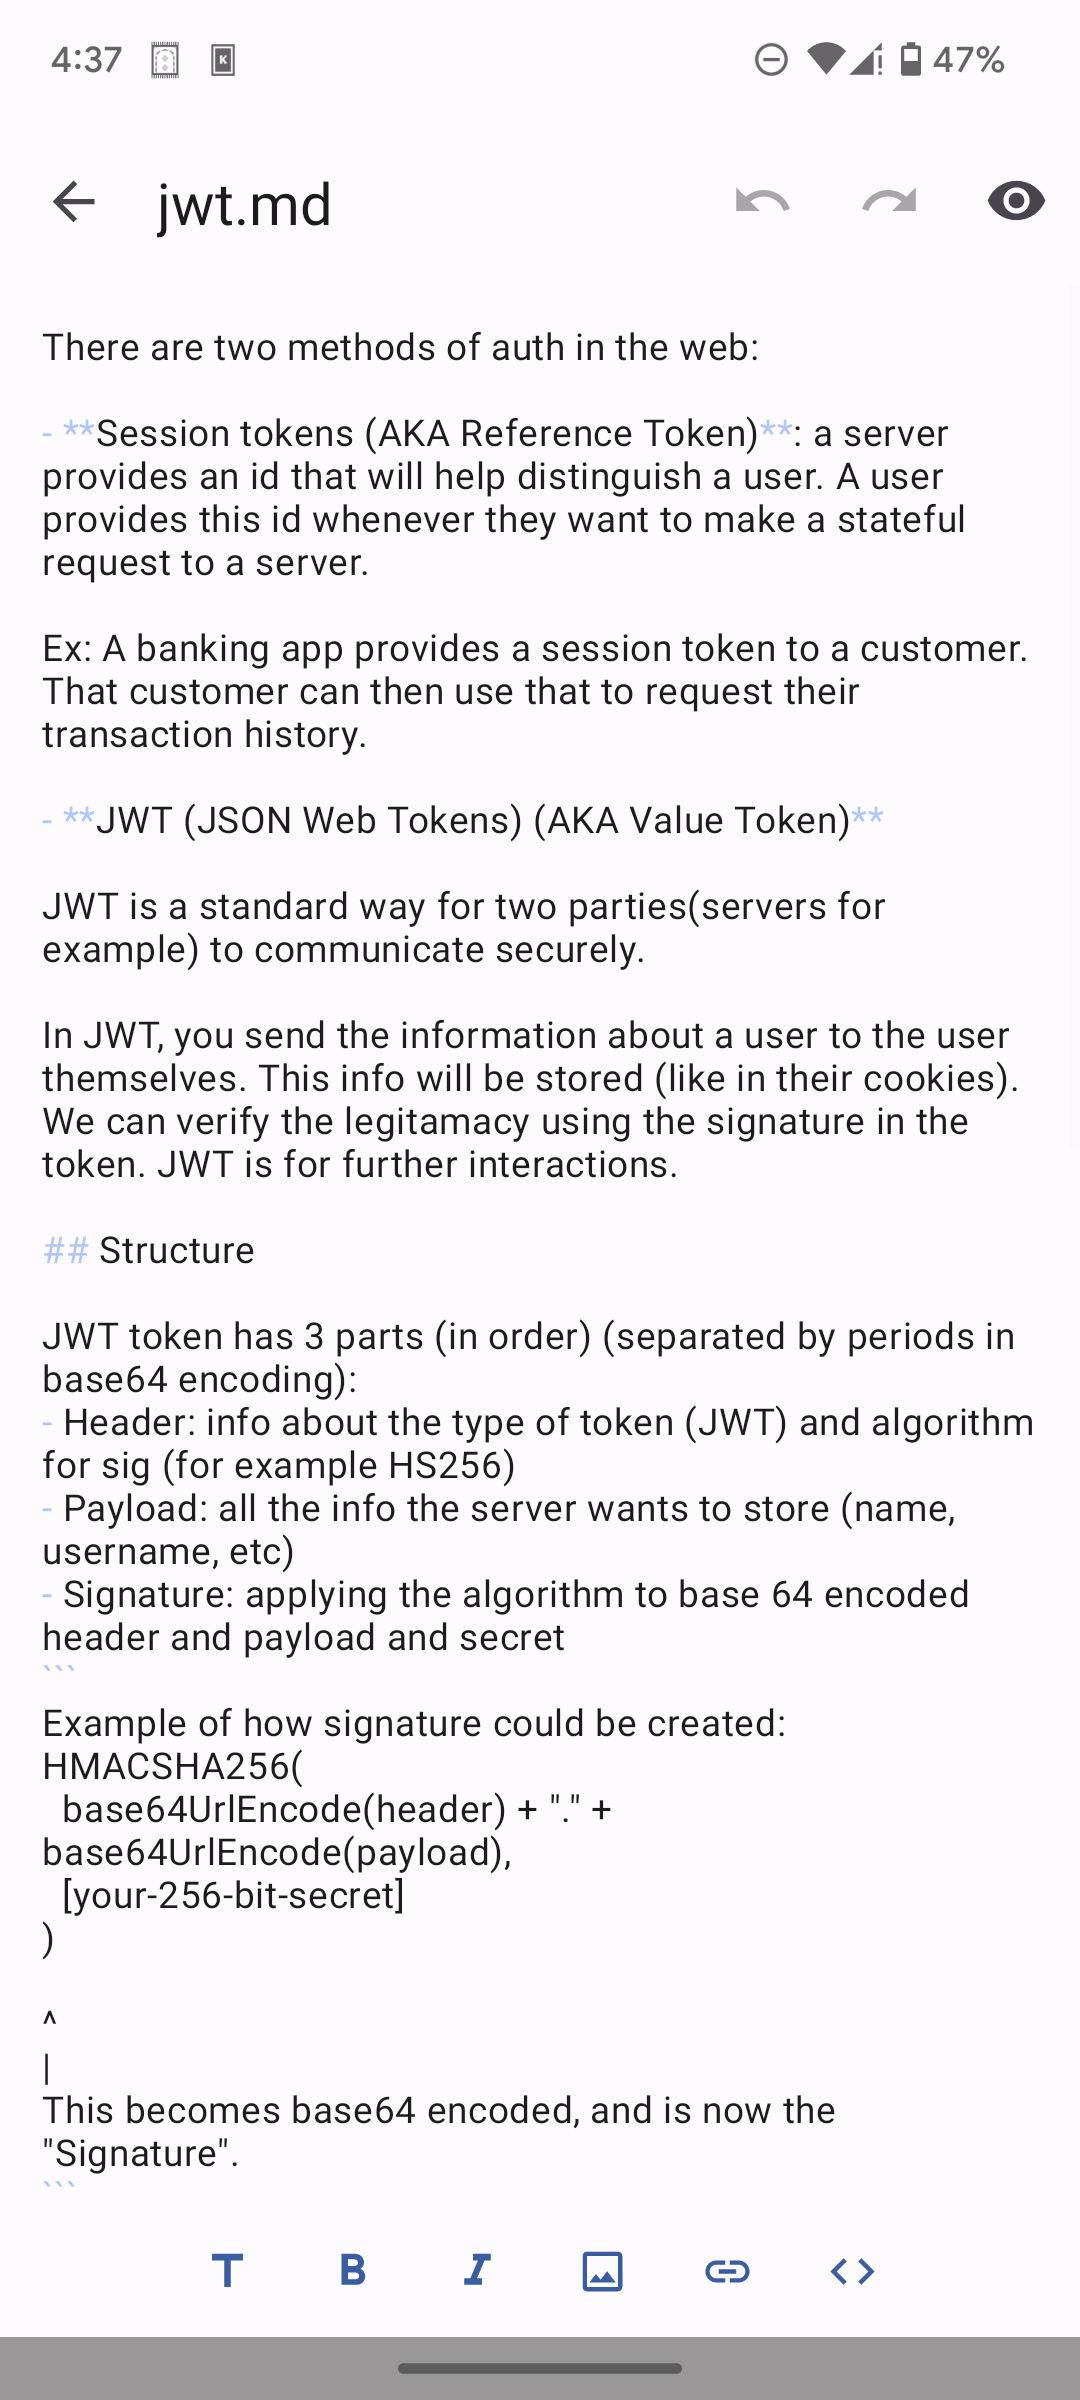 4:37
K
47%
jwt.md
There are two methods of auth in the web:
- **Session tokens (AKA Reference Token)**: a server
provides an id that will help distinguish a user. A user
provides this id whenever they want to make a stateful
request to a server.
Ex: A banking app provides a session token to a customer.
That customer can then use that to request their
transaction history.
- **JWT (JSON Web Tokens) (AKA Value Token)**
JWT is a standard way for two parties(servers for
example) to communicate securely.
In JWT, you send the information about a user to the user
themselves. This info will be stored (like in their cookies).
We can verify the legitamacy using the signature in the
token. JWT is for further interactions.
## Structure
JWT token has 3 parts (in order) (separated by periods in
base64 encoding):
- Header: info about the type of token (JWT) and algorithm
for sig (for example HS256)
- Payload: all the info the server wants to store (name,
username, etc)
- Signature: applying the algorithm to base 64 encoded
header and payload and secret
```
Example of how signature could be created:
HMACSHA256(
base64UrlEncode(header) + "." +
base64UrlEncode(payload),
[your-256-bit-secret]
)
^
|
This becomes base64 encoded, and is now the
"Signature".
```
T B I